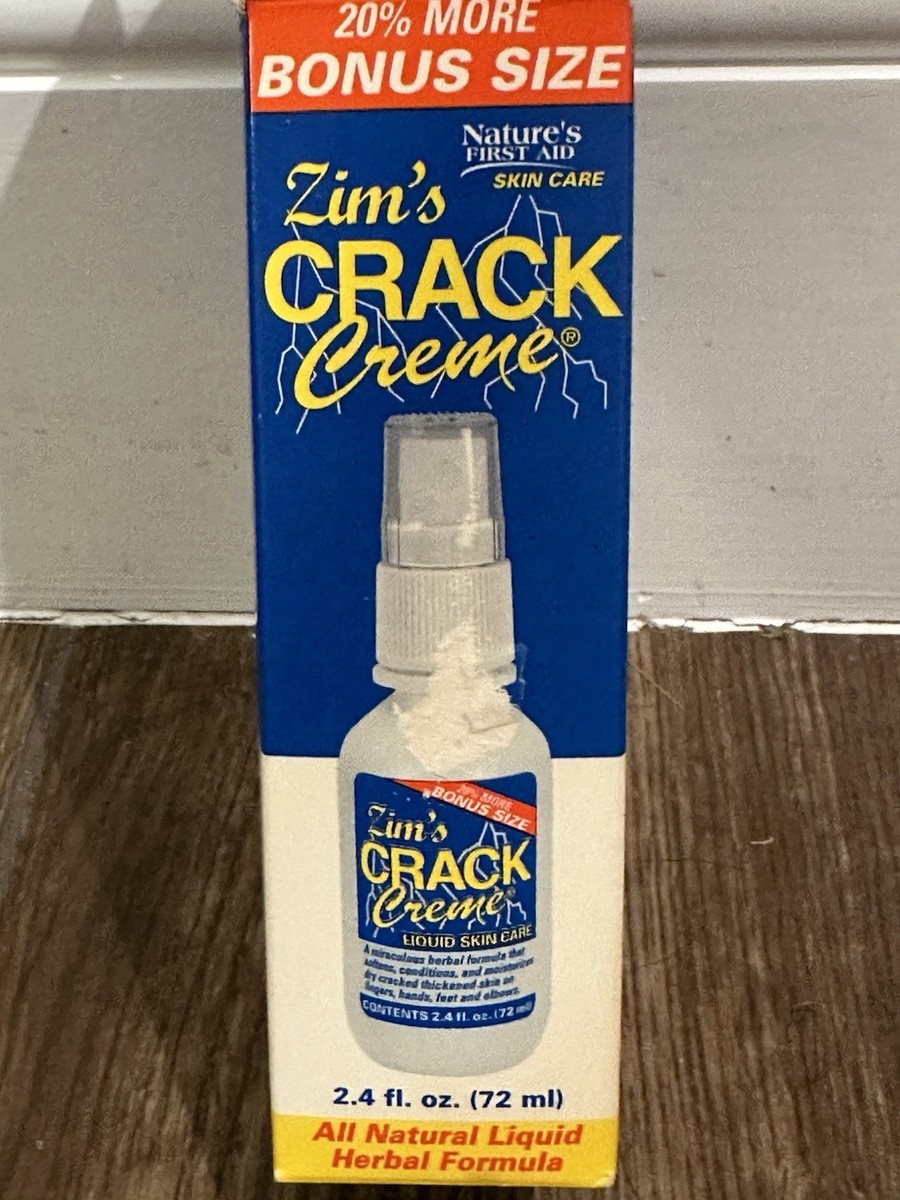 20% MORE
BONUS SIZE
Nature's
FIRST AID
SKIN CARE
Zim's
CRACK
Creme®
20% MORE
BONUS SIZE
Zim's
CRACK
Creme®
LIQUID SKIN CARE
A miraculous herbal formula that
softens, conditions, and moisturizes
dry cracked thickened skin on
fingers, hands, feet and elbows.
CONTENTS 2.4 fl. oz. (72 ml)
2.4 fl. oz. (72 ml)
All Natural Liquid
Herbal Formula